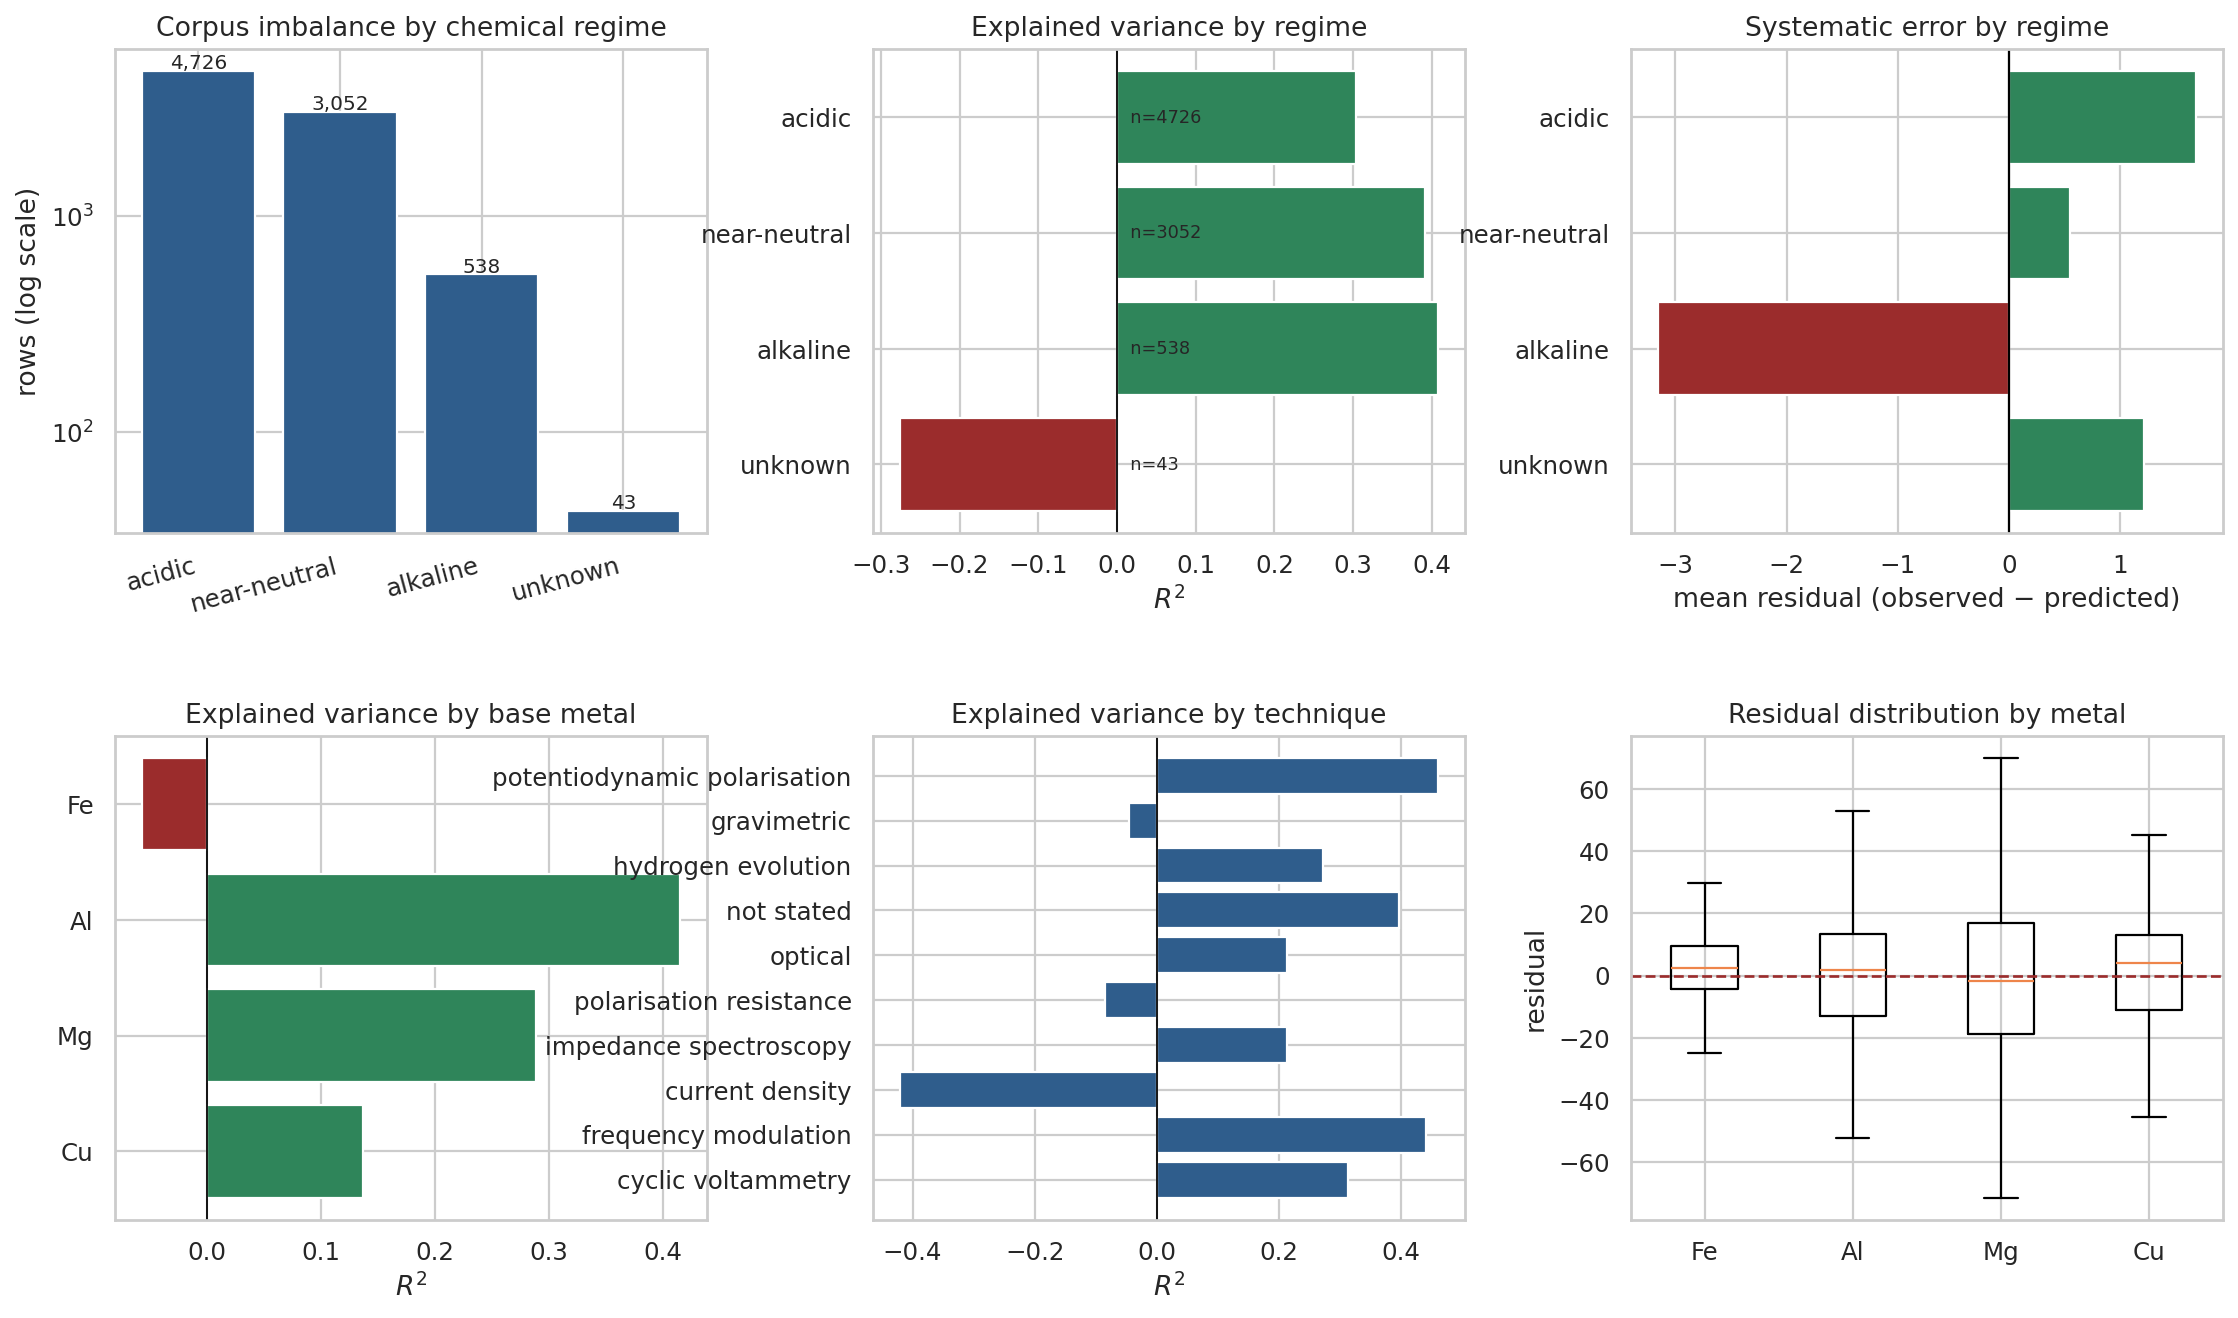 Corpus imbalance by chemical regime
rows (log scale)
10³
10²
4,726
3,052
538
43
acidic
near-neutral
alkaline
unknown
Explained variance by regime
acidic
near-neutral
alkaline
unknown
n=4726
n=3052
n=538
n=43
−0.3 −0.2 −0.1 0.0 0.1 0.2 0.3 0.4
R²
Systematic error by regime
acidic
near-neutral
alkaline
unknown
−3 −2 −1 0 1
mean residual (observed − predicted)
Explained variance by base metal
Fe
Al
Mg
Cu
0.0 0.1 0.2 0.3 0.4
R²
Explained variance by technique
potentiodynamic polarisation
gravimetric
hydrogen evolution
not stated
optical
polarisation resistance
impedance spectroscopy
current density
frequency modulation
cyclic voltammetry
−0.4 −0.2 0.0 0.2 0.4
R²
Residual distribution by metal
residual
60
40
20
0
−20
−40
−60
Fe Al Mg Cu